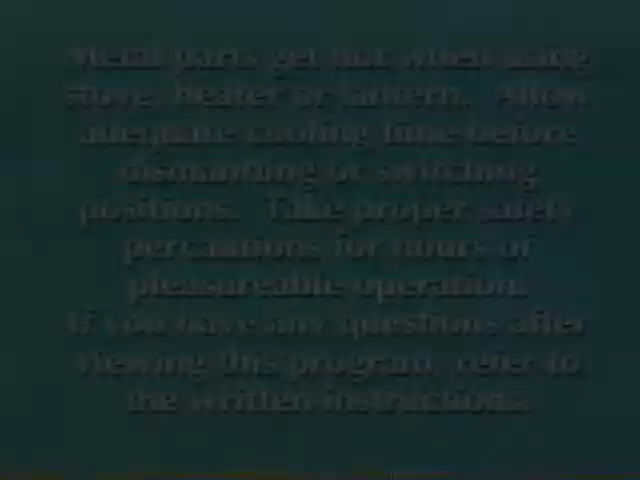 Metal parts get hot when using
stove, heater or lantern. Allow
adequate cooling time before
dismantling or switching
positions. Take proper safety
percautions for hours of
pleasureable operation.
If you have any questions after
viewing this program, refer to
the written instructions.